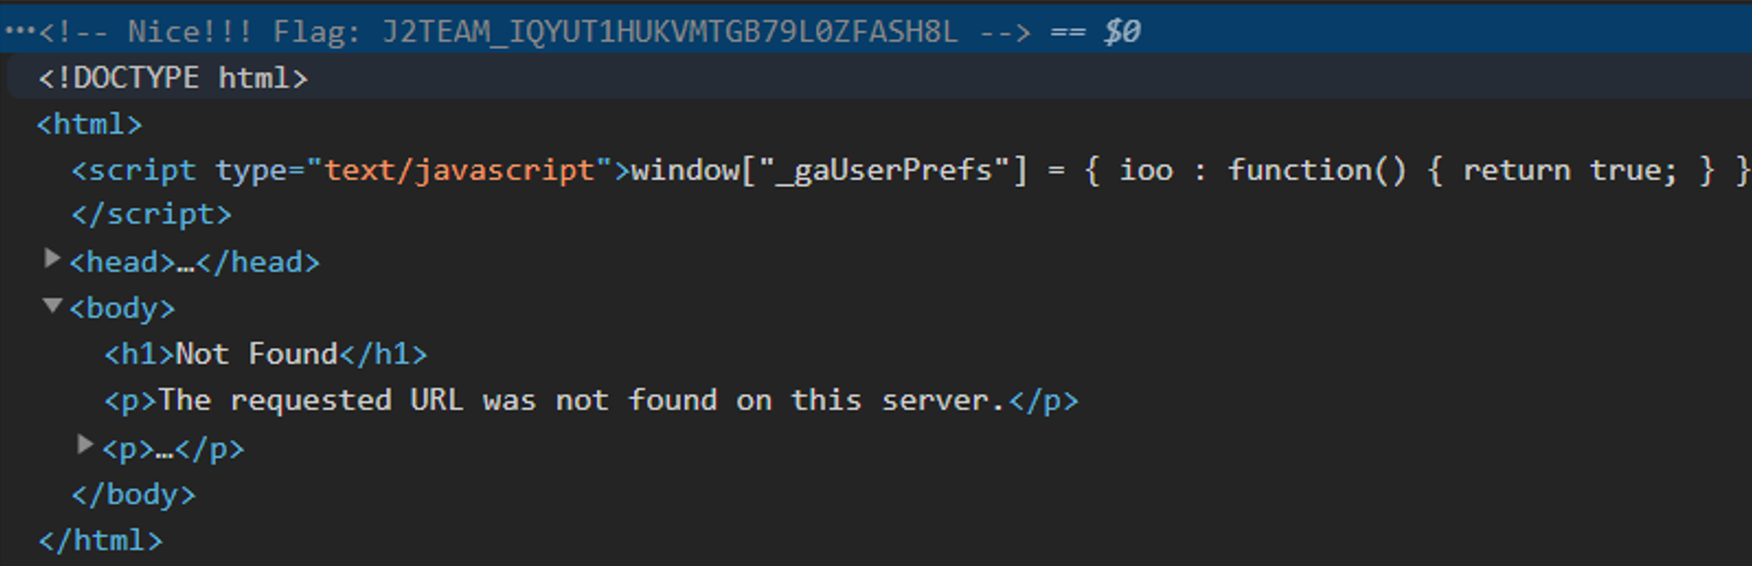 …<!-- Nice!!! Flag: J2TEAM_IQYUT1HUKVMTGB79L0ZFASH8L --> == $0
<!DOCTYPE html>
<html>
<script type="text/javascript">window["_gaUserPrefs"] = { ioo : function() { return true; } }
</script>
<head>…</head>
<body>
<h1>Not Found</h1>
<p>The requested URL was not found on this server.</p>
<p>…</p>
</body>
</html>